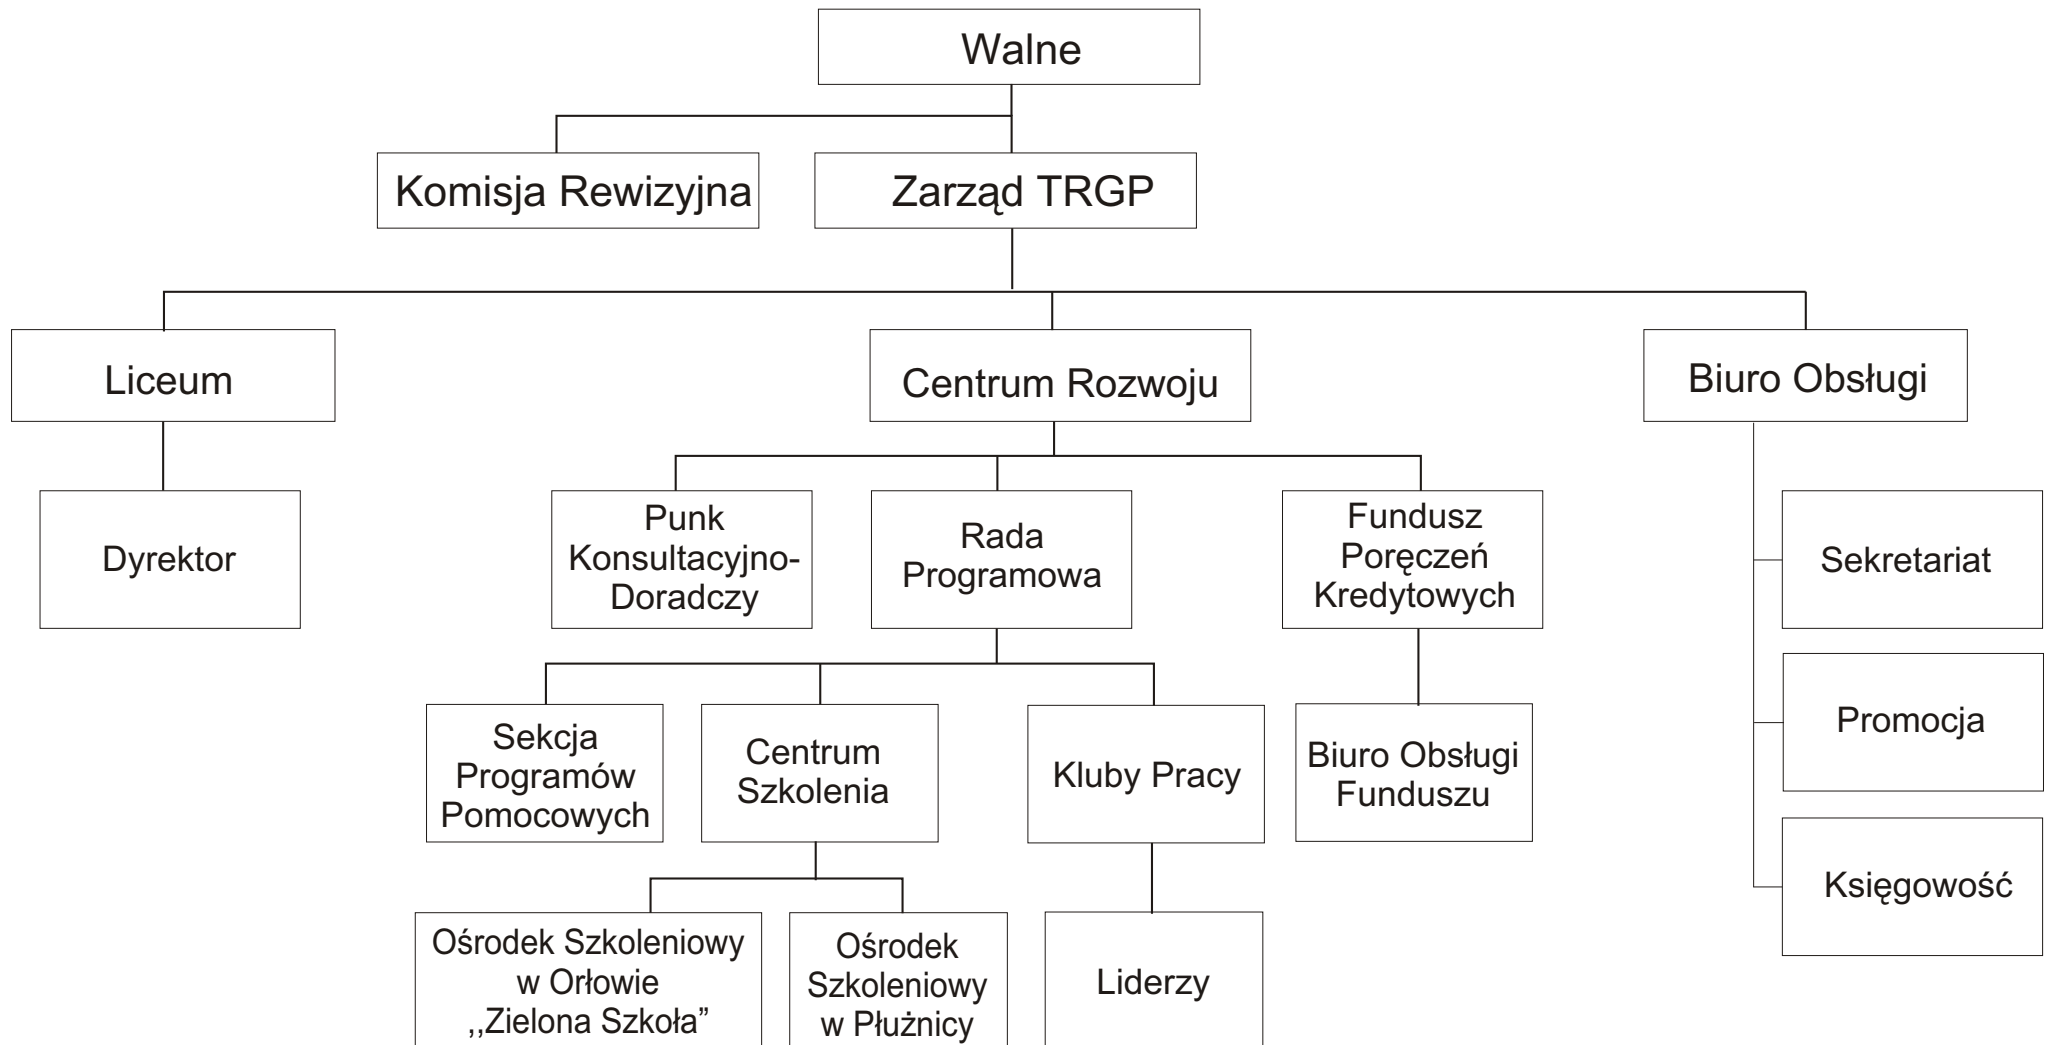 Walne
Komisja Rewizyjna
Zarząd TRGP
Liceum
Centrum Rozwoju
Biuro Obsługi
Dyrektor
Punk
Konsultacyjno-
Doradczy
Rada
Programowa
Fundusz
Poręczeń
Kredytowych
Sekretariat
Promocja
Księgowość
Sekcja
Programów
Pomocowych
Centrum
Szkolenia
Kluby Pracy
Biuro Obsługi
Funduszu
Ośrodek Szkoleniowy
w Orłowie
,,Zielona Szkoła”
Ośrodek
Szkoleniowy
w Płużnicy
Liderzy